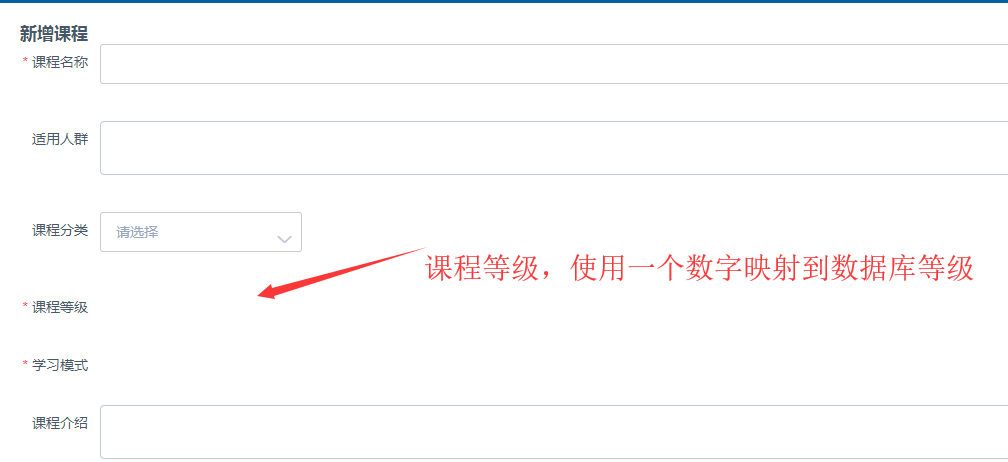 新增课程
* 课程名称
适用人群
课程分类 请选择
课程等级，使用一个数字映射到数据库等级
* 课程等级
* 学习模式
课程介绍